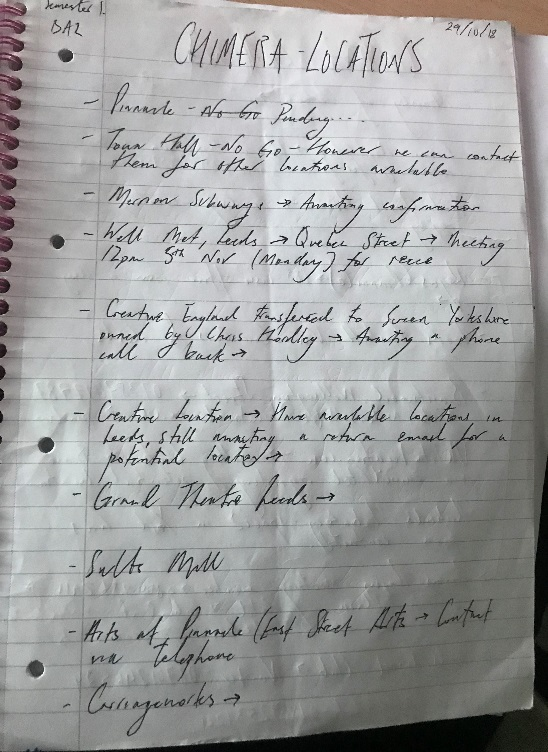 Semester 1
DA2
29/10/18
CHIMERA - LOCATIONS
- Pinnacle - No Go Pending...
- Town Hall - No Go - However we can contact
them for other locations available
- Merrion Subways → Awaiting confirmation
- Well Met, Leeds → Quebec Street → Meeting
12pm 5th Nov (Monday) for recce
- Creative England transferred to Screen Yorkshire
owned by Chris Hordley → Awaiting a phone
call back →
- Creative Location → Have available locations in
Leeds, still awaiting a return email for a
potential location →
- Grand Theatre Leeds →
- Salts Mill
- Arts at Pinnacle (East Street Arts → Contact
via telephone
- Carriageworks →